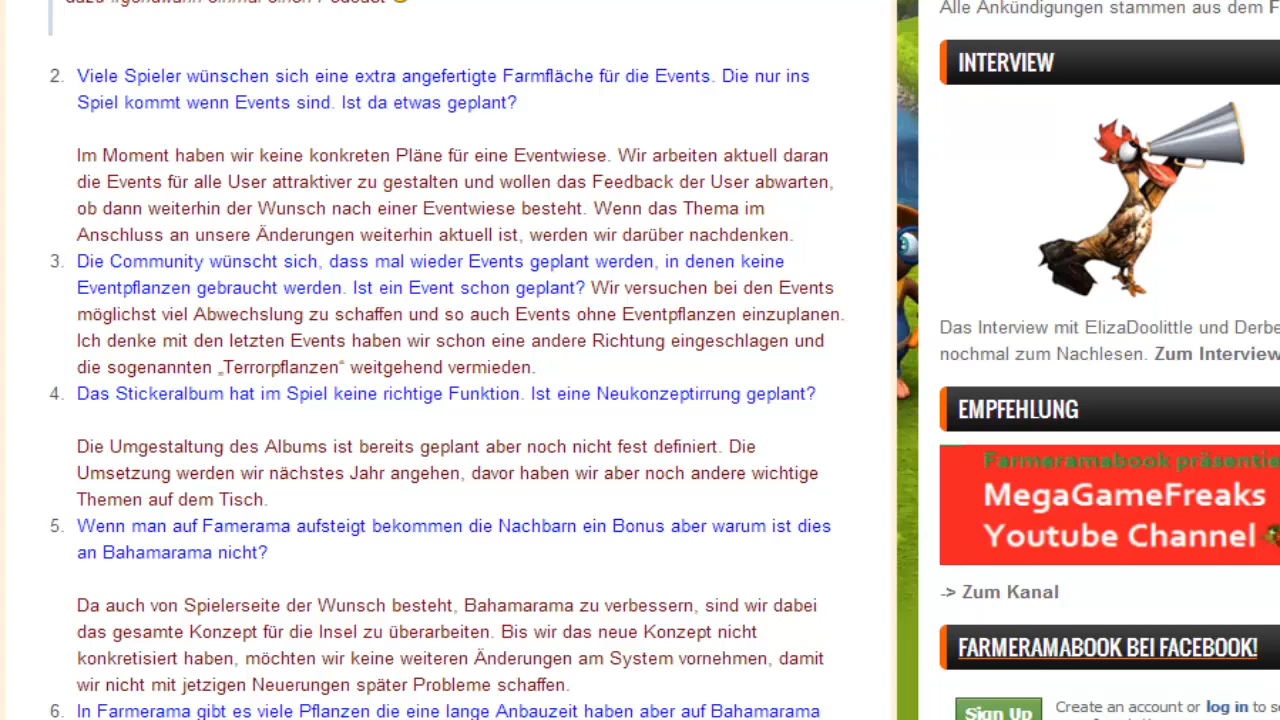 dazu irgendwann einmal einen Podcast
2. Viele Spieler wünschen sich eine extra angefertigte Farmfläche für die Events. Die nur ins
Spiel kommt wenn Events sind. Ist da etwas geplant?
Im Moment haben wir keine konkreten Pläne für eine Eventwiese. Wir arbeiten aktuell daran
die Events für alle User attraktiver zu gestalten und wollen das Feedback der User abwarten,
ob dann weiterhin der Wunsch nach einer Eventwiese besteht. Wenn das Thema im
Anschluss an unsere Änderungen weiterhin aktuell ist, werden wir darüber nachdenken.
3. Die Community wünscht sich, dass mal wieder Events geplant werden, in denen keine
Eventpflanzen gebraucht werden. Ist ein Event schon geplant? Wir versuchen bei den Events
möglichst viel Abwechslung zu schaffen und so auch Events ohne Eventpflanzen einzuplanen.
Ich denke mit den letzten Events haben wir schon eine andere Richtung eingeschlagen und
die sogenannten „Terrorpflanzen“ weitgehend vermieden.
4. Das Stickeralbum hat im Spiel keine richtige Funktion. Ist eine Neukonzeptirrung geplant?
Die Umgestaltung des Albums ist bereits geplant aber noch nicht fest definiert. Die
Umsetzung werden wir nächstes Jahr angehen, davor haben wir aber noch andere wichtige
Themen auf dem Tisch.
5. Wenn man auf Famerama aufsteigt bekommen die Nachbarn ein Bonus aber warum ist dies
an Bahamarama nicht?
Da auch von Spielerseite der Wunsch besteht, Bahamarama zu verbessern, sind wir dabei
das gesamte Konzept für die Insel zu überarbeiten. Bis wir das neue Konzept nicht
konkretisiert haben, möchten wir keine weiteren Änderungen am System vornehmen, damit
wir nicht mit jetzigen Neuerungen später Probleme schaffen.
6. In Farmerama gibt es viele Pflanzen die eine lange Anbauzeit haben aber auf Bahamarama
Alle Ankündigungen stammen aus dem F
INTERVIEW
Das Interview mit ElizaDoolittle und Derbe
nochmal zum Nachlesen. Zum Interview
EMPFEHLUNG
Farmeramabook präsentie
MegaGameFreaks
Youtube Channel
-> Zum Kanal
FARMERAMABOOK BEI FACEBOOK!
Sign Up
Create an account or log in to s